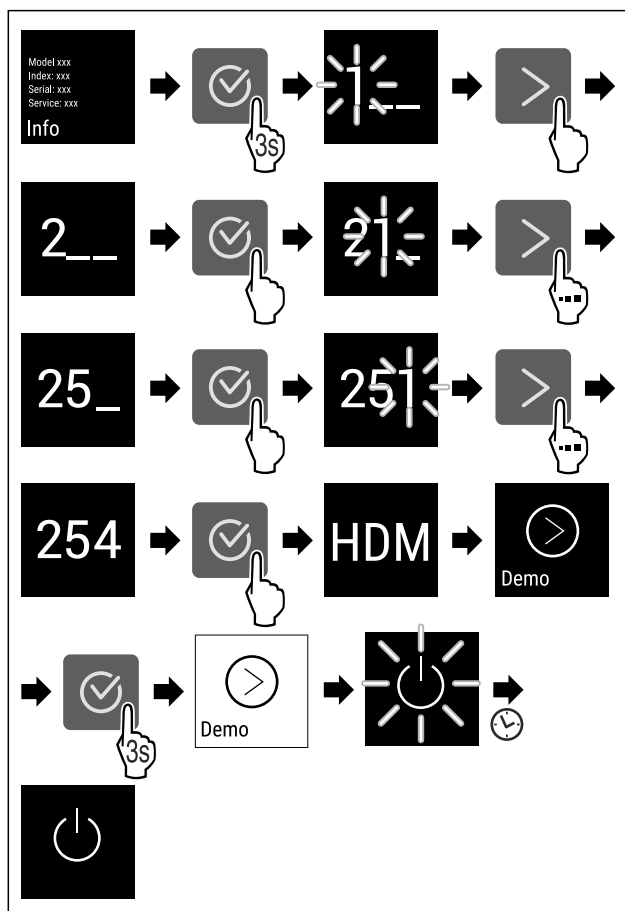 Model xxx
Index: xxx
Serial: xxx
Service: xxx
Info
3s
1__
2__
21_
25_
251
254
HDM
Demo
3s
Demo